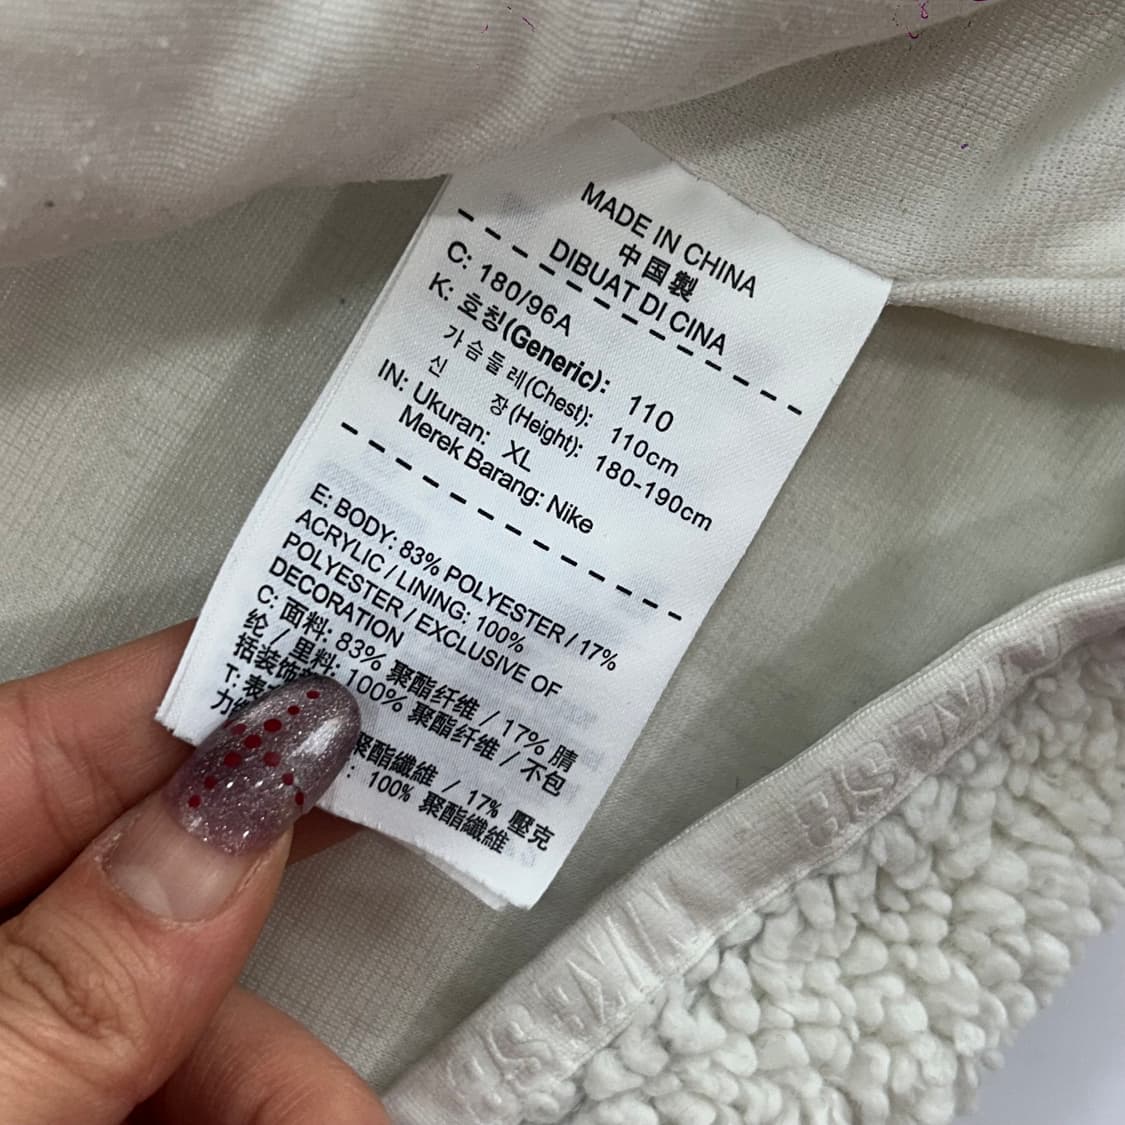 MADE IN CHINA
中国製
DIBUAT DI CINA
C: 180/96A
K: 호칭(Generic): 110
가슴둘레(Chest): 110cm
신 장(Height): 180-190cm
IN: Ukuran: XL
Merek Barang: Nike
E: BODY: 83% POLYESTER / 17%
ACRYLIC / LINING: 100%
POLYESTER / EXCLUSIVE OF
DECORATION
C: 面料: 83% 聚酯纤维 / 17% 腈
纶 / 里料: 100% 聚酯纤维 / 不包
括装饰
T: 表 聚酯纖維 / 17% 壓克
力 : 100% 聚酯纖維